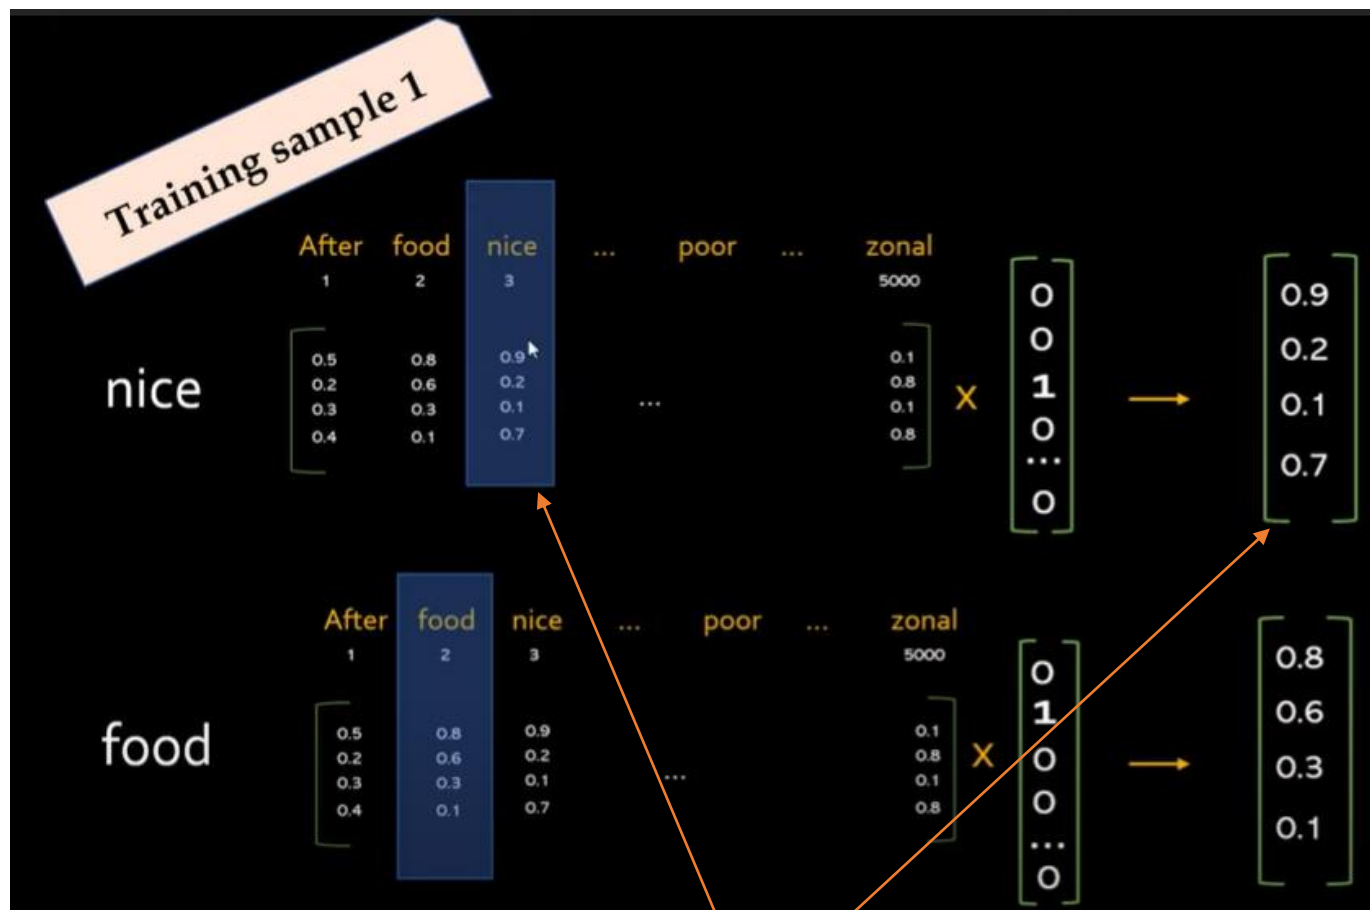 Training sample 1
After food nice ... poor ... zonal
1 2 3 5000
nice
0.5 0.8 0.9 0.1
0.2 0.6 0.2 0.8
0.3 0.3 0.1 ... 0.1
0.4 0.1 0.7 0.8
X
0
0
1
0
...
0
0.9
0.2
0.1
0.7
After food nice ... poor ... zonal
1 2 3 5000
food
0.5 0.8 0.9 0.1
0.2 0.6 0.2 0.8
0.3 0.3 0.1 ... 0.1
0.4 0.1 0.7 0.8
X
0
1
0
0
...
0
0.8
0.6
0.3
0.1